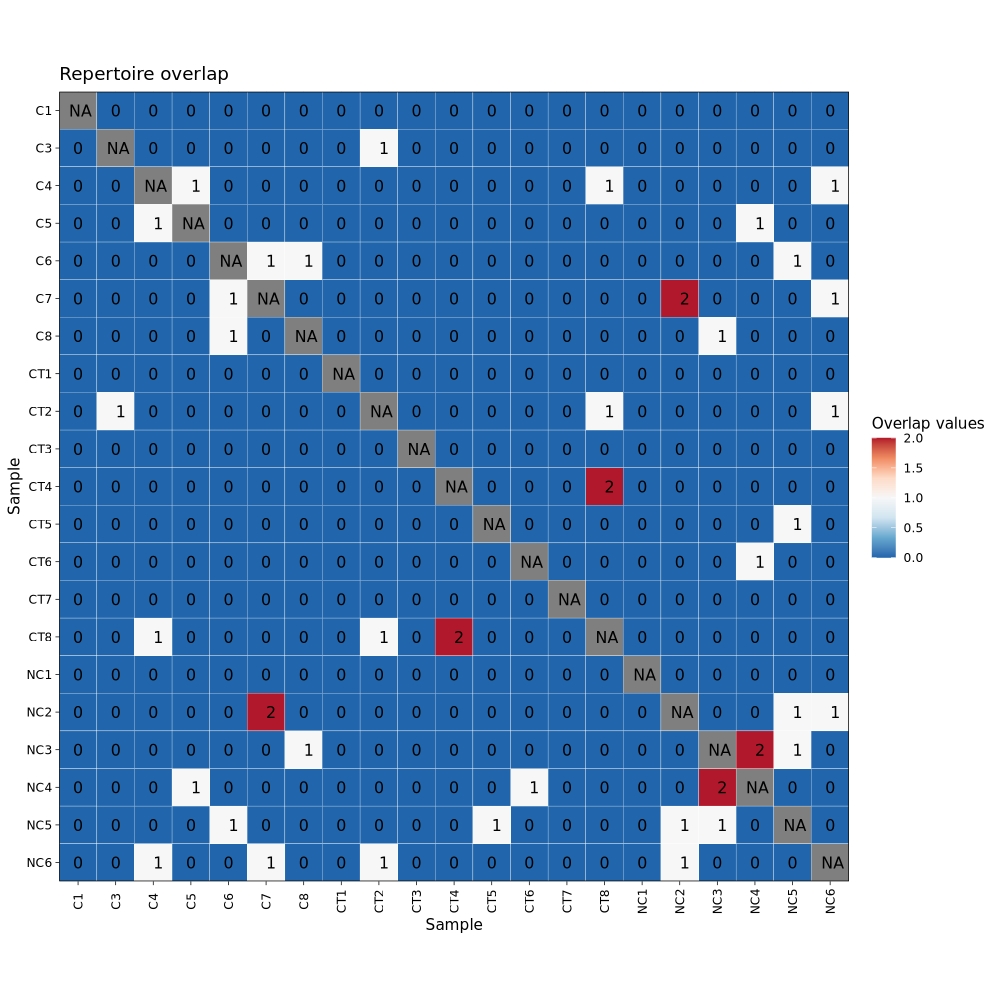 Repertoire overlap
C1 NA 0 0 0 0 0 0 0 0 0 0 0 0 0 0 0 0 0 0 0 0
C3 0 NA 0 0 0 0 0 0 1 0 0 0 0 0 0 0 0 0 0 0 0
C4 0 0 NA 1 0 0 0 0 0 0 0 0 0 0 1 0 0 0 0 0 1
C5 0 0 1 NA 0 0 0 0 0 0 0 0 0 0 0 0 0 0 1 0 0
C6 0 0 0 0 NA 1 1 0 0 0 0 0 0 0 0 0 0 0 0 1 0
C7 0 0 0 0 1 NA 0 0 0 0 0 0 0 0 0 0 2 0 0 0 1
C8 0 0 0 0 1 0 NA 0 0 0 0 0 0 0 0 0 0 1 0 0 0
CT1 0 0 0 0 0 0 0 NA 0 0 0 0 0 0 0 0 0 0 0 0 0
CT2 0 1 0 0 0 0 0 0 NA 0 0 0 0 0 1 0 0 0 0 0 1
CT3 0 0 0 0 0 0 0 0 0 NA 0 0 0 0 0 0 0 0 0 0 0
CT4 0 0 0 0 0 0 0 0 0 0 NA 0 0 0 2 0 0 0 0 0 0
CT5 0 0 0 0 0 0 0 0 0 0 0 NA 0 0 0 0 0 0 0 1 0
CT6 0 0 0 0 0 0 0 0 0 0 0 0 NA 0 0 0 0 0 1 0 0
CT7 0 0 0 0 0 0 0 0 0 0 0 0 0 NA 0 0 0 0 0 0 0
CT8 0 0 1 0 0 0 0 0 1 0 2 0 0 0 NA 0 0 0 0 0 0
NC1 0 0 0 0 0 0 0 0 0 0 0 0 0 0 0 NA 0 0 0 0 0
NC2 0 0 0 0 0 2 0 0 0 0 0 0 0 0 0 0 NA 0 0 1 1
NC3 0 0 0 0 0 0 1 0 0 0 0 0 0 0 0 0 0 NA 2 1 0
NC4 0 0 0 1 0 0 0 0 0 0 0 0 1 0 0 0 0 2 NA 0 0
NC5 0 0 0 0 1 0 0 0 0 0 0 1 0 0 0 0 1 1 0 NA 0
NC6 0 0 1 0 0 1 0 0 1 0 0 0 0 0 0 0 1 0 0 0 NA
C1 C3 C4 C5 C6 C7 C8 CT1 CT2 CT3 CT4 CT5 CT6 CT7 CT8 NC1 NC2 NC3 NC4 NC5 NC6
Sample
Sample
Overlap values
2.0
1.5
1.0
0.5
0.0